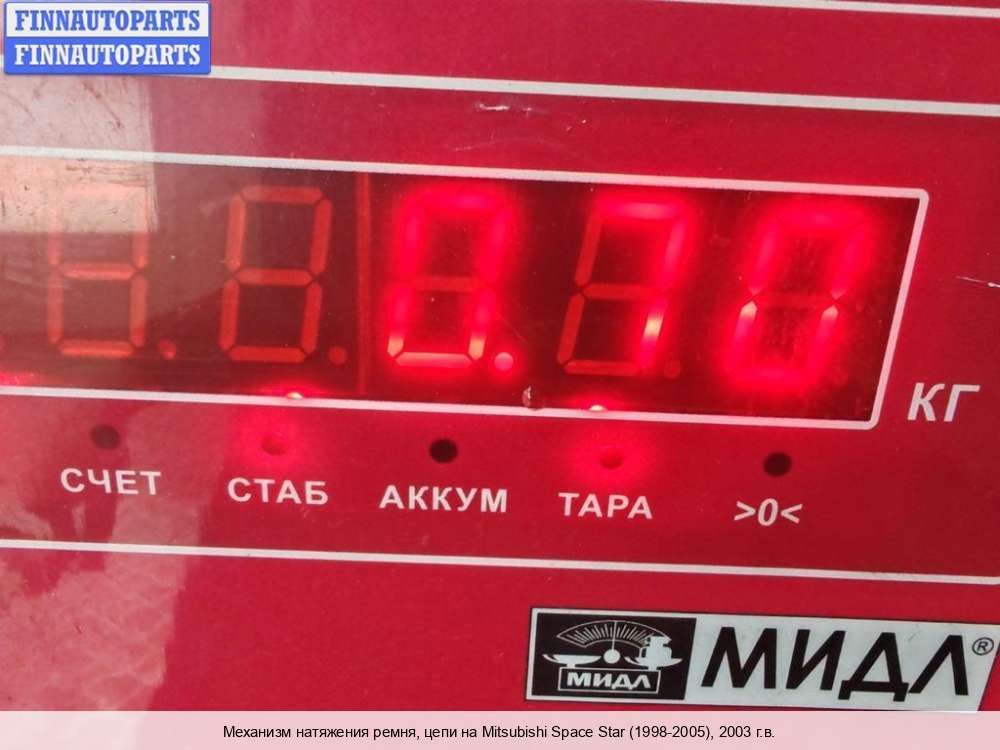 FINNAUTOPARTS
FINNAUTOPARTS
0.70
КГ
СЧЕТ СТАБ АККУМ ТАРА >0<
МИДЛ МИДЛ®
Механизм натяжения ремня, цепи на Mitsubishi Space Star (1998-2005), 2003 г.в.